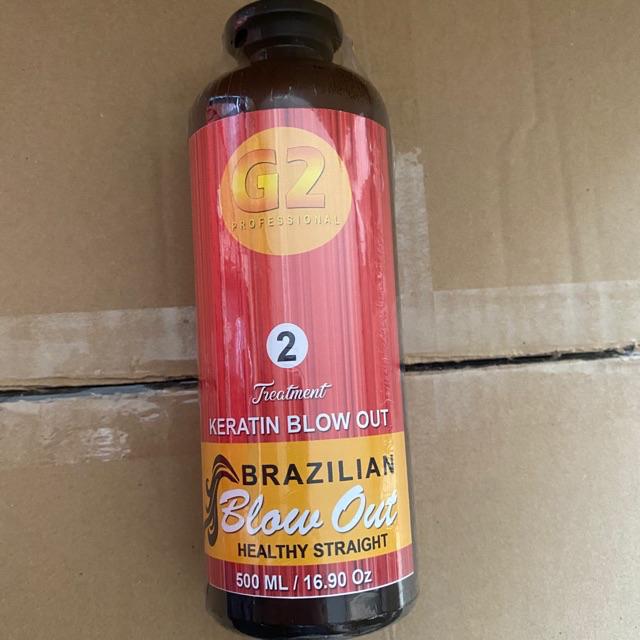 G2
PROFESSIONAL
2
Treatment
KERATIN BLOW OUT
BRAZILIAN
Blow Out
HEALTHY STRAIGHT
500 ML / 16.90 Oz